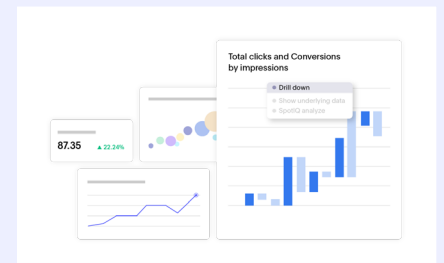 Total clicks and Conversions
by impressions
Drill down
Show underlying data
SpotIQ analyze
87.35
▲ 22.24%